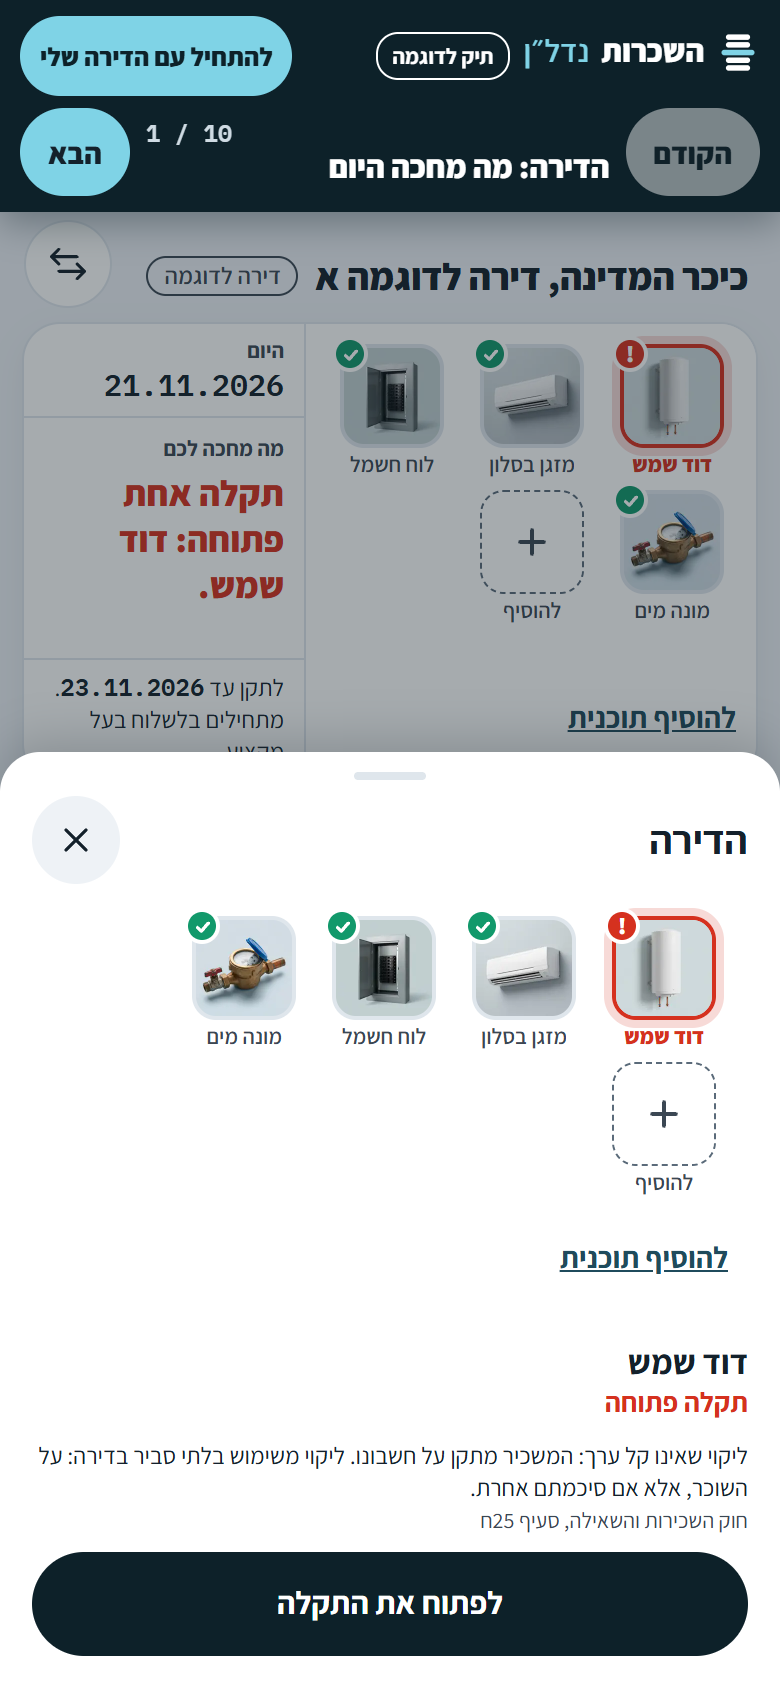 השכרות נדל״ן
תיק לדוגמה
להתחיל עם הדירה שלי
הקודם
הדירה: מה מחכה היום
1 / 10
הבא
כיכר המדינה, דירה לדוגמה א
דירה לדוגמה
דוד שמש
מזגן בסלון
לוח חשמל
מונה מים
להוסיף
להוסיף תוכנית
היום
21.11.2026
מה מחכה לכם
תקלה אחת
פתוחה: דוד
שמש.
לתקן עד 23.11.2026.
מתחילים בלשלוח בעל
הדירה
דוד שמש
מזגן בסלון
לוח חשמל
מונה מים
להוסיף
להוסיף תוכנית
דוד שמש
תקלה פתוחה
ליקוי שאינו קל ערך: המשכיר מתקן על חשבונו. ליקוי משימוש בלתי סביר בדירה: על
השוכר, אלא אם סיכמתם אחרת.
חוק השכירות והשאילה, סעיף 25ח
לפתוח את התקלה